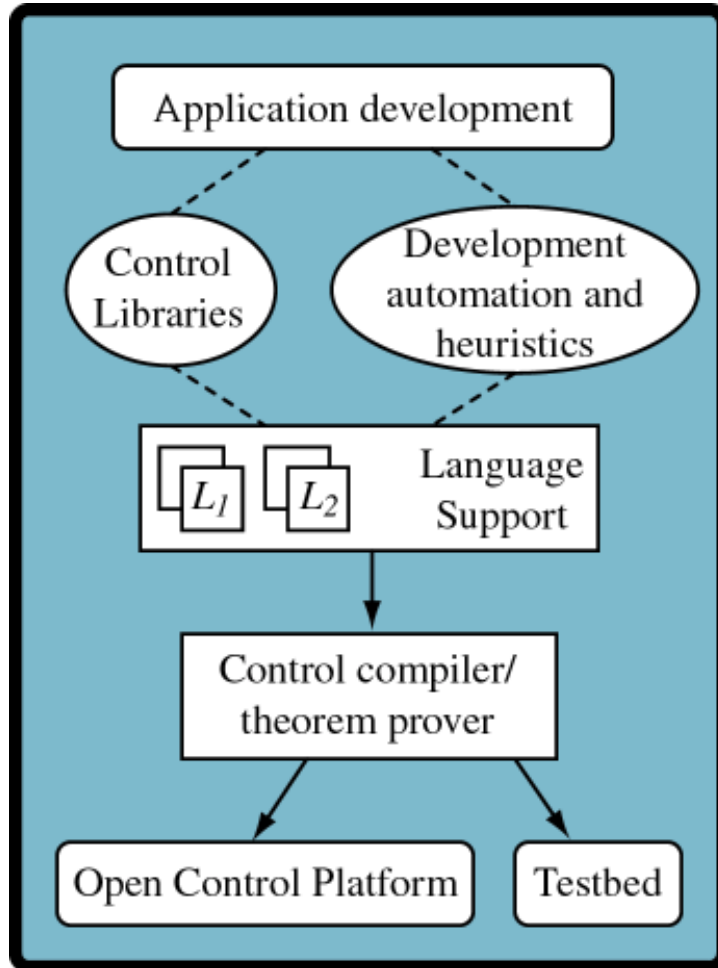 Application development
Control
Libraries
Development
automation and
heuristics
L1 L2
Language
Support
Control compiler/
theorem prover
Open Control Platform
Testbed